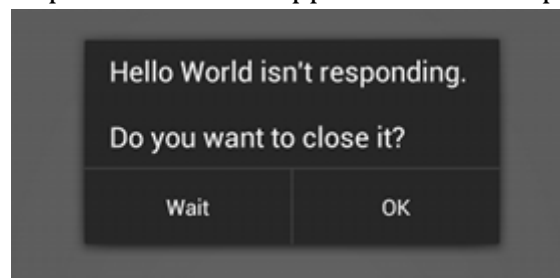 Hello World isn't responding.
Do you want to close it?
Wait
OK